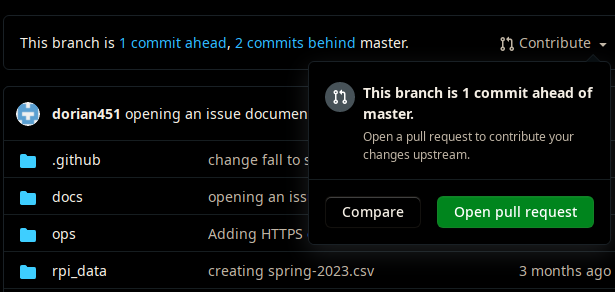 This branch is 1 commit ahead, 2 commits behind master.
Contribute
This branch is 1 commit ahead of
master.
Open a pull request to contribute your
changes upstream.
Compare
Open pull request
dorian451 opening an issue documen
.github change fall to s
docs opening an iss
ops Adding HTTPS
rpi_data creating spring-2023.csv 3 months ago